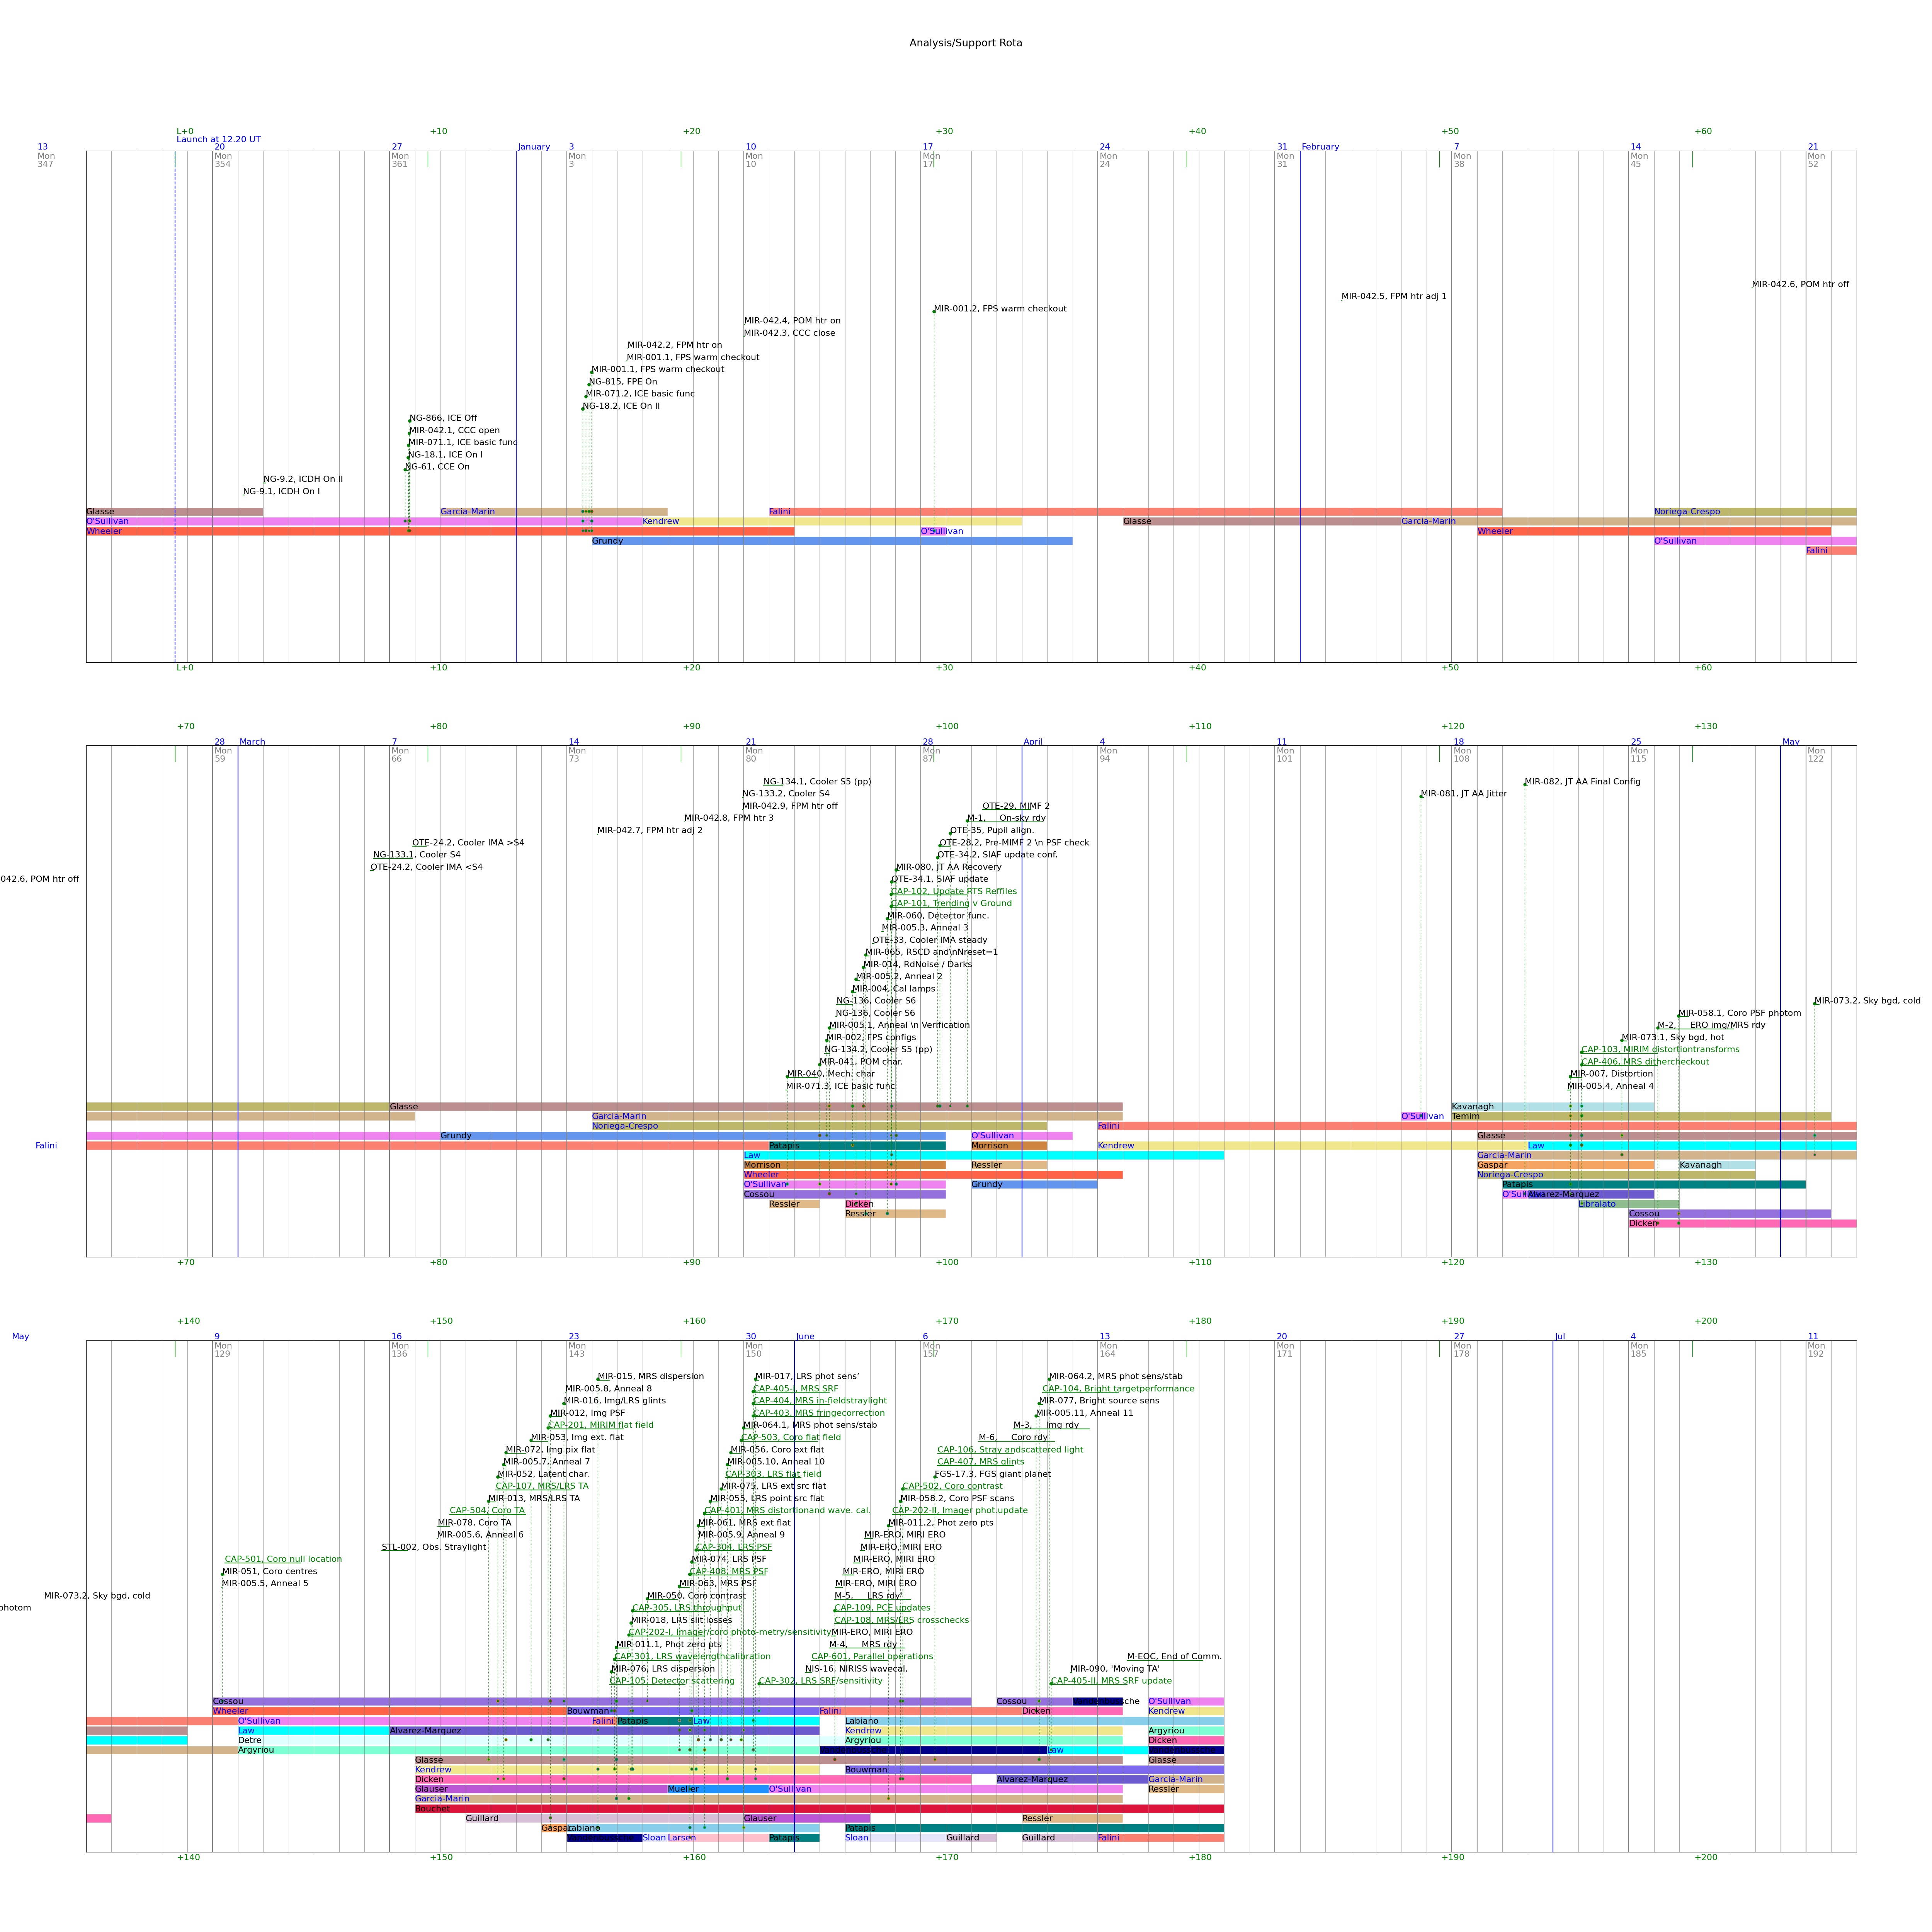 Analysis/Support Rota
L+0 +10 +20 +30 +40 +50 +60
Launch at 12.20 UT
13 20 27 January 3 10 17 24 31 February 7 14 21
Mon Mon Mon Mon Mon Mon Mon Mon Mon Mon Mon
347 354 361 3 10 17 24 31 38 45 52
MIR-042.6, POM htr off
MIR-042.5, FPM htr adj 1
MIR-001.2, FPS warm checkout
MIR-042.4, POM htr on
MIR-042.3, CCC close
MIR-042.2, FPM htr on
MIR-001.1, FPS warm checkout
MIR-001.1, FPS warm checkout
NG-815, FPE On
MIR-071.2, ICE basic func
NG-18.2, ICE On II
NG-866, ICE Off
MIR-042.1, CCC open
MIR-071.1, ICE basic func
NG-18.1, ICE On I
NG-61, CCE On
NG-9.2, ICDH On II
NG-9.1, ICDH On I
Glasse Garcia-Marin Falini Noriega-Crespo
O'Sullivan Kendrew Glasse Garcia-Marin
Wheeler O'Sullivan Wheeler
Grundy O'Sullivan
Falini
L+0 +10 +20 +30 +40 +50 +60
+70 +80 +90 +100 +110 +120 +130
28 March 7 14 21 28 April 4 11 18 25 May
Mon Mon Mon Mon Mon Mon Mon Mon Mon Mon
59 66 73 80 87 94 101 108 115 122
NG-134.1, Cooler S5 (pp) MIR-082, JT AA Final Config
NG-133.2, Cooler S4 MIR-081, JT AA Jitter
MIR-042.9, FPM htr off OTE-29, MIMF 2
MIR-042.8, FPM htr 3 M-1, On-sky rdy
MIR-042.7, FPM htr adj 2 OTE-35, Pupil align.
OTE-24.2, Cooler IMA >S4 OTE-28.2, Pre-MIMF 2 \n PSF check
NG-133.1, Cooler S4 OTE-34.2, SIAF update conf.
OTE-24.2, Cooler IMA <S4 MIR-080, JT AA Recovery
042.6, POM htr off OTE-34.1, SIAF update
CAP-102, Update RTS Reffiles
CAP-101, Trending v Ground
MIR-060, Detector func.
MIR-005.3, Anneal 3
OTE-33, Cooler IMA steady
MIR-065, RSCD and\nNreset=1
MIR-014, RdNoise / Darks
MIR-005.2, Anneal 2
MIR-004, Cal lamps
NG-136, Cooler S6 MIR-073.2, Sky bgd, cold
NG-136, Cooler S6 MIR-058.1, Coro PSF photom
MIR-005.1, Anneal \n Verification M-2, ERO img/MRS rdy
MIR-002, FPS configs MIR-073.1, Sky bgd, hot
NG-134.2, Cooler S5 (pp) CAP-103, MIRIM distortiontransforms
MIR-041, POM char. CAP-406, MRS dithercheckout
MIR-040, Mech. char MIR-007, Distortion
MIR-071.3, ICE basic func MIR-005.4, Anneal 4
Glasse Kavanagh
Garcia-Marin O'Sullivan Temim
Noriega-Crespo Falini
Grundy O'Sullivan Glasse
Falini Patapis Morrison Kendrew Law
Law Garcia-Marin
Morrison Ressler Gaspar Kavanagh
Wheeler Noriega-Crespo
O'Sullivan Grundy Patapis
Cossou Alvarez-Marquez
Ressler Dicken Libralato
Ressler Cossou
Dicken
+70 +80 +90 +100 +110 +120 +130
+140 +150 +160 +170 +180 +190 +200
May 9 16 23 30 June 6 13 20 27 Jul 4 11
Mon Mon Mon Mon Mon Mon Mon Mon Mon Mon
129 136 143 150 157 164 171 178 185 192
MIR-015, MRS dispersion MIR-017, LRS phot sens' MIR-064.2, MRS phot sens/stab
MIR-005.8, Anneal 8 CAP-405-I, MRS SRF CAP-104, Bright targetperformance
MIR-016, Img/LRS glints CAP-404, MRS in-fieldstraylight MIR-077, Bright source sens
MIR-012, Img PSF CAP-403, MRS fringecorrection MIR-005.11, Anneal 11
CAP-201, MIRIM flat field MIR-064.1, MRS phot sens/stab M-3, Img rdy
MIR-053, Img ext. flat CAP-503, Coro flat field M-6, Coro rdy
MIR-072, Img pix flat MIR-056, Coro ext flat CAP-106, Stray andscattered light
MIR-005.7, Anneal 7 MIR-005.10, Anneal 10 CAP-407, MRS glints
MIR-052, Latent char. CAP-303, LRS flat field FGS-17.3, FGS giant planet
CAP-107, MRS/LRS TA MIR-075, LRS ext src flat CAP-502, Coro contrast
MIR-013, MRS/LRS TA MIR-055, LRS point src flat MIR-058.2, Coro PSF scans
CAP-504, Coro TA CAP-401, MRS distortionand wave. cal. CAP-202-II, Imager phot.update
MIR-078, Coro TA MIR-061, MRS ext flat MIR-011.2, Phot zero pts
MIR-005.6, Anneal 6 MIR-005.9, Anneal 9 MIR-ERO, MIRI ERO
STL-002, Obs. Straylight CAP-304, LRS PSF MIR-ERO, MIRI ERO
CAP-501, Coro null location MIR-074, LRS PSF MIR-ERO, MIRI ERO
MIR-051, Coro centres CAP-408, MRS PSF MIR-ERO, MIRI ERO
MIR-005.5, Anneal 5 MIR-063, MRS PSF MIR-ERO, MIRI ERO
MIR-073.2, Sky bgd, cold MIR-050, Coro contrast M-5, LRS rdy'
photom CAP-305, LRS throughput CAP-109, PCE updates
MIR-018, LRS slit losses CAP-108, MRS/LRS crosschecks
CAP-202-I, Imager/coro photo-metry/sensitivity MIR-ERO, MIRI ERO
MIR-011.1, Phot zero pts M-4, MRS rdy
CAP-301, LRS wavelengthcalibration CAP-601, Parallel operations M-EOC, End of Comm.
MIR-076, LRS dispersion NIS-16, NIRISS wavecal. MIR-090, 'Moving TA'
CAP-105, Detector scattering CAP-302, LRS SRF/sensitivity CAP-405-II, MRS SRF update
Cossou Cossou O'Sullivan
Wheeler Bouwman Falini Dicken Kendrew
O'Sullivan Falini Patapis Law Labiano
Law Alvarez-Marquez Kendrew Argyriou
Detre Argyriou Dicken
Argyriou Law
Glasse Glasse
Kendrew Bouwman
Dicken Alvarez-Marquez Garcia-Marin
Glauser Mueller O'Sullivan Ressler
Garcia-Marin
Bouchet
Guillard Glauser Ressler
Gaspar Labiano Patapis
Sloan Larsen Patapis Sloan Guillard Guillard Falini
+140 +150 +160 +170 +180 +190 +200